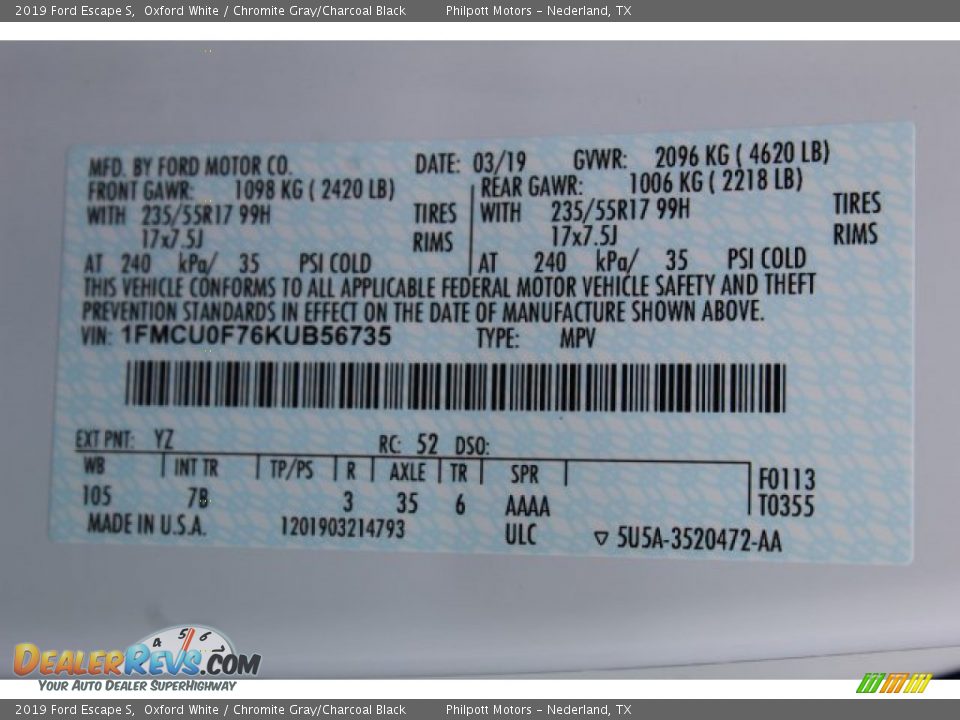 2019 Ford Escape S, Oxford White / Chromite Gray/Charcoal Black Philpott Motors - Nederland, TX
MFD. BY FORD MOTOR CO. DATE: 03/19 GVWR: 2096 KG ( 4620 LB)
FRONT GAWR: 1098 KG ( 2420 LB) REAR GAWR: 1006 KG ( 2218 LB)
WITH 235/55R17 99H TIRES WITH 235/55R17 99H TIRES
17x7.5J RIMS 17x7.5J RIMS
AT 240 kPa/ 35 PSI COLD AT 240 kPa/ 35 PSI COLD
THIS VEHICLE CONFORMS TO ALL APPLICABLE FEDERAL MOTOR VEHICLE SAFETY AND THEFT
PREVENTION STANDARDS IN EFFECT ON THE DATE OF MANUFACTURE SHOWN ABOVE.
VIN: 1FMCU0F76KUB56735 TYPE: MPV
EXT PNT: YZ RC: 52 DSO:
WB INT TR TP/PS R AXLE TR SPR F0113
105 7B 3 35 6 AAAA T0355
MADE IN U.S.A. 1201903214793 ULC ▽ 5U5A-3520472-AA
4 5 6
DEALERREVS.COM
YOUR AUTO DEALER SUPERHIGHWAY
2019 Ford Escape S, Oxford White / Chromite Gray/Charcoal Black Philpott Motors - Nederland, TX